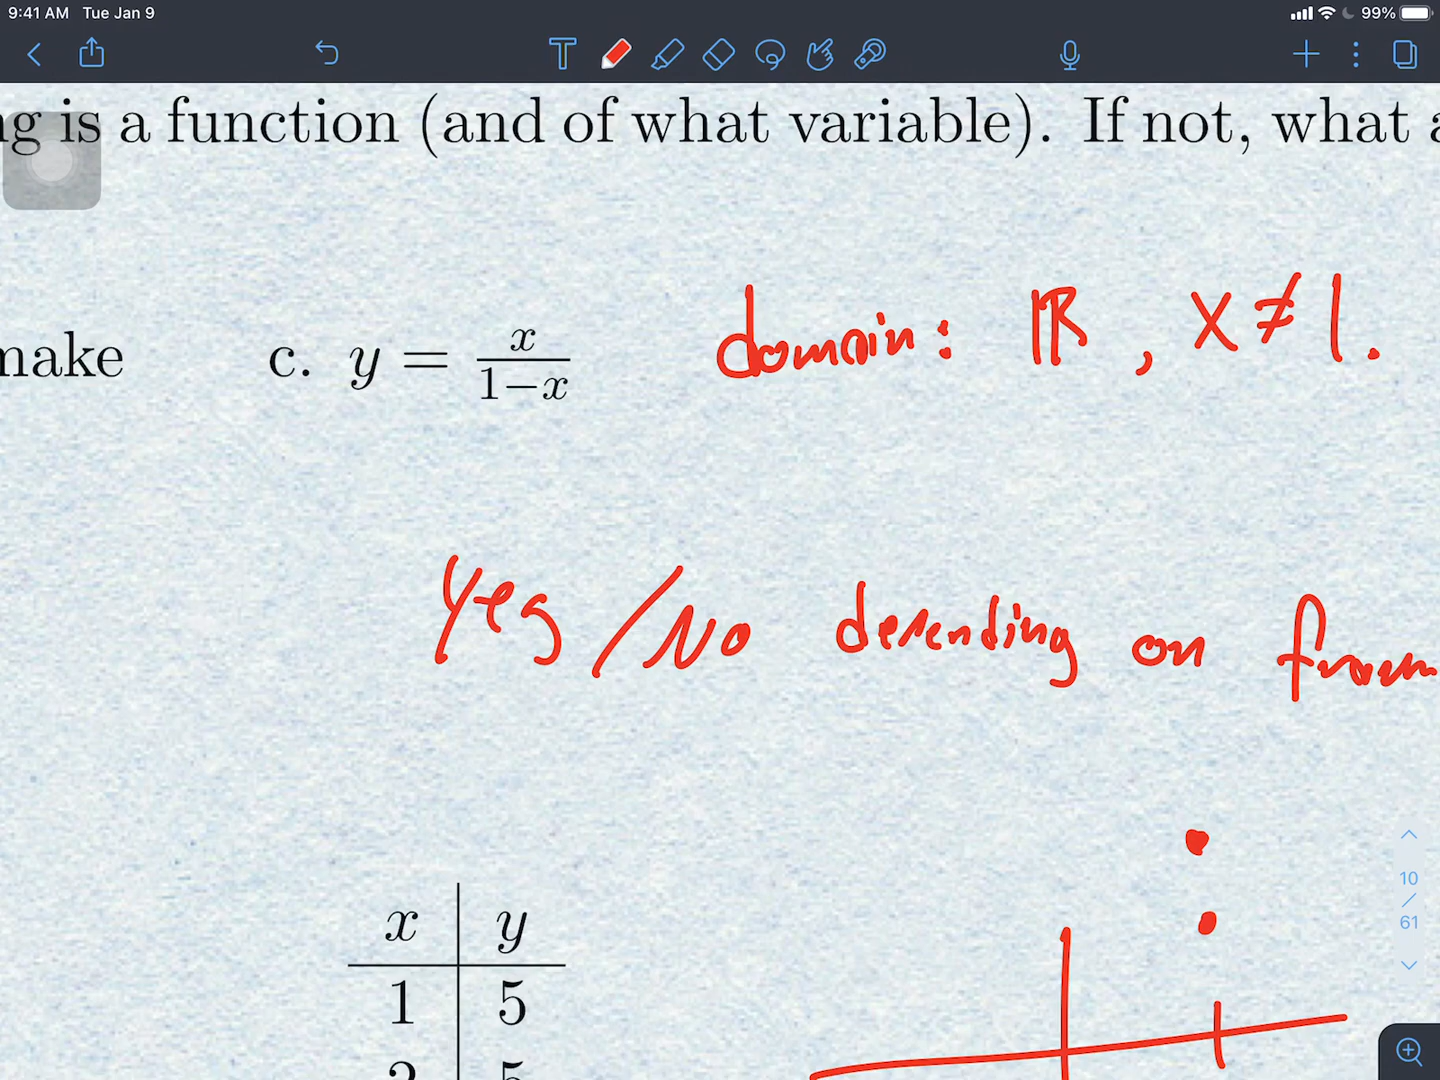 9:41 AM Tue Jan 9 99%
is a function (and of what variable). If not, what
make c. y = x/(1−x) domain: ℝ, x ≠ 1.
Yes/No depending on
x y
1 5
10
/
61